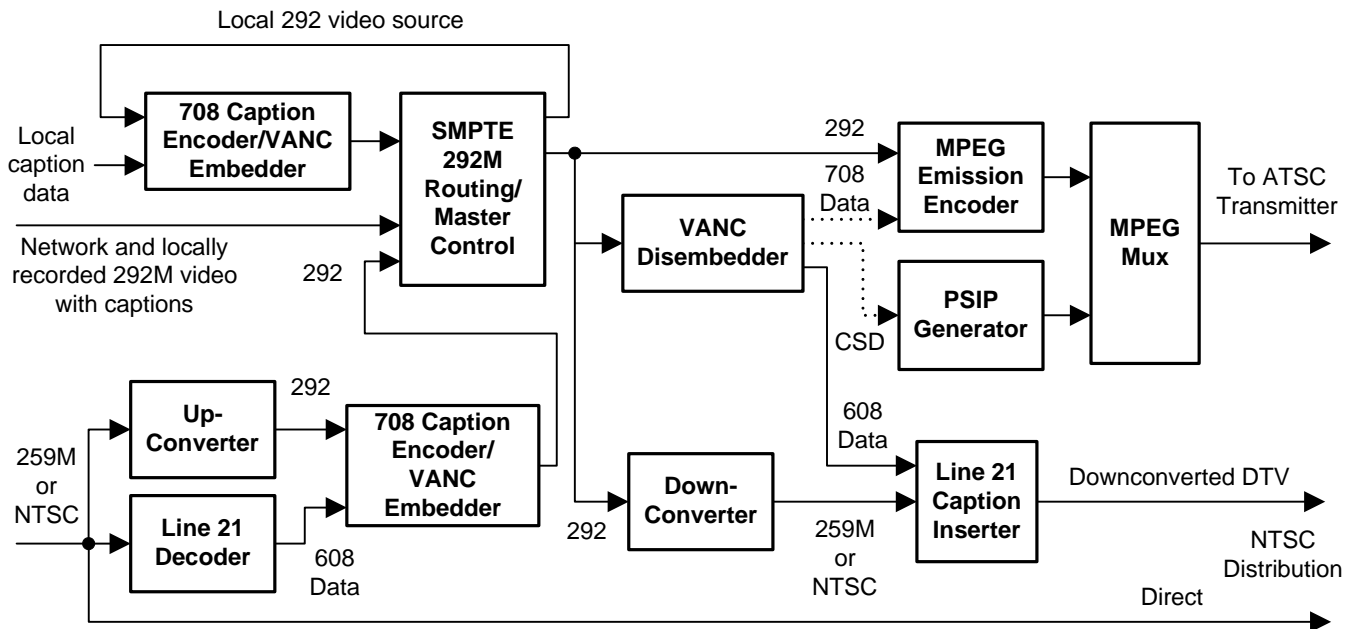 Local 292 video source
708 Caption
Encoder/VANC
Embedder
Local
caption
data
SMPTE
292M
Routing/
Master
Control
Network and locally
recorded 292M video
with captions
292
292
708
Data
MPEG
Emission
Encoder
VANC
Disembedder
CSD
PSIP
Generator
MPEG
Mux
To ATSC
Transmitter
Up-
Converter
292
708 Caption
Encoder/
VANC
Embedder
259M
or
NTSC
Line 21
Decoder
608
Data
608
Data
Down-
Converter
292
259M
or
NTSC
Line 21
Caption
Inserter
Downconverted DTV
NTSC
Distribution
Direct